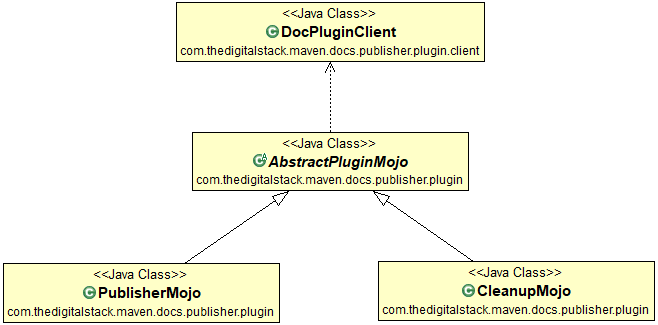 <<Java Class>>
DocPluginClient
com.thedigitalstack.maven.docs.publisher.plugin.client
<<Java Class>>
AbstractPluginMojo
com.thedigitalstack.maven.docs.publisher.plugin
<<Java Class>>
PublisherMojo
com.thedigitalstack.maven.docs.publisher.plugin
<<Java Class>>
CleanupMojo
com.thedigitalstack.maven.docs.publisher.plugin